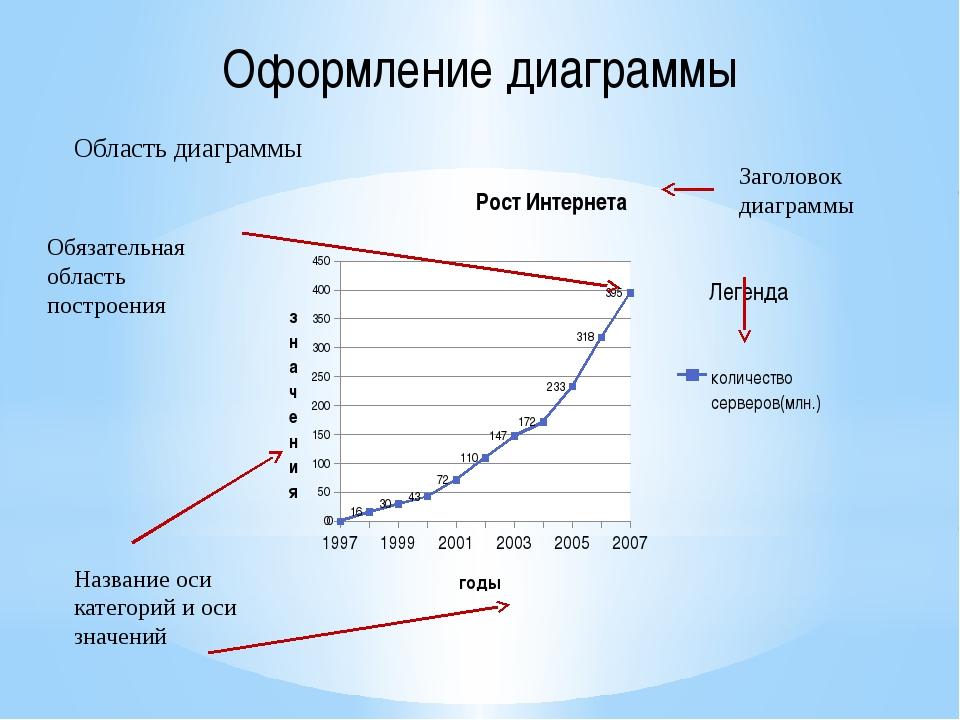 Оформление диаграммы
Область диаграммы
Заголовок
диаграммы
Рост Интернета
Обязательная
область
построения
Легенда
значения
450
400
350
300
250
200
150
100
50
0
0
16
30
43
72
110
147
172
233
318
395
количество
серверов(млн.)
1997 1999 2001 2003 2005 2007
годы
Название оси
категорий и оси
значений